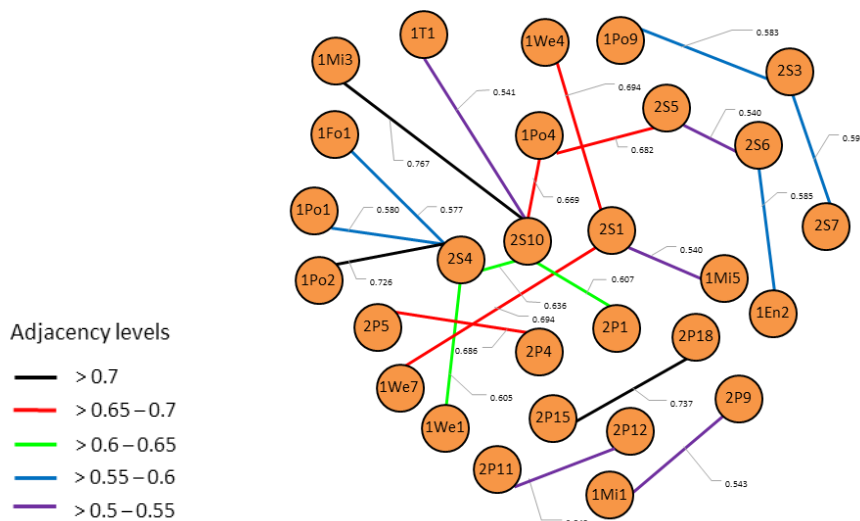 1T1
1We4
1Po9
1Mi3
0.583
2S3
0.541
0.694
2S5
1Fo1
1Po4
0.540
2S6
0.59
0.767
0.682
0.669
0.585
1Po1
0.580
0.577
2S10
2S1
2S7
2S4
0.540
1Po2
0.726
0.636
0.607
1Mi5
1En2
2P5
0.694
2P1
2P18
Adjacency levels
0.686
2P4
> 0.7
1We7
0.605
0.737
2P9
> 0.65 – 0.7
1We1
2P15
2P12
> 0.6 – 0.65
2P11
1Mi1
0.543
> 0.55 – 0.6
> 0.5 – 0.55